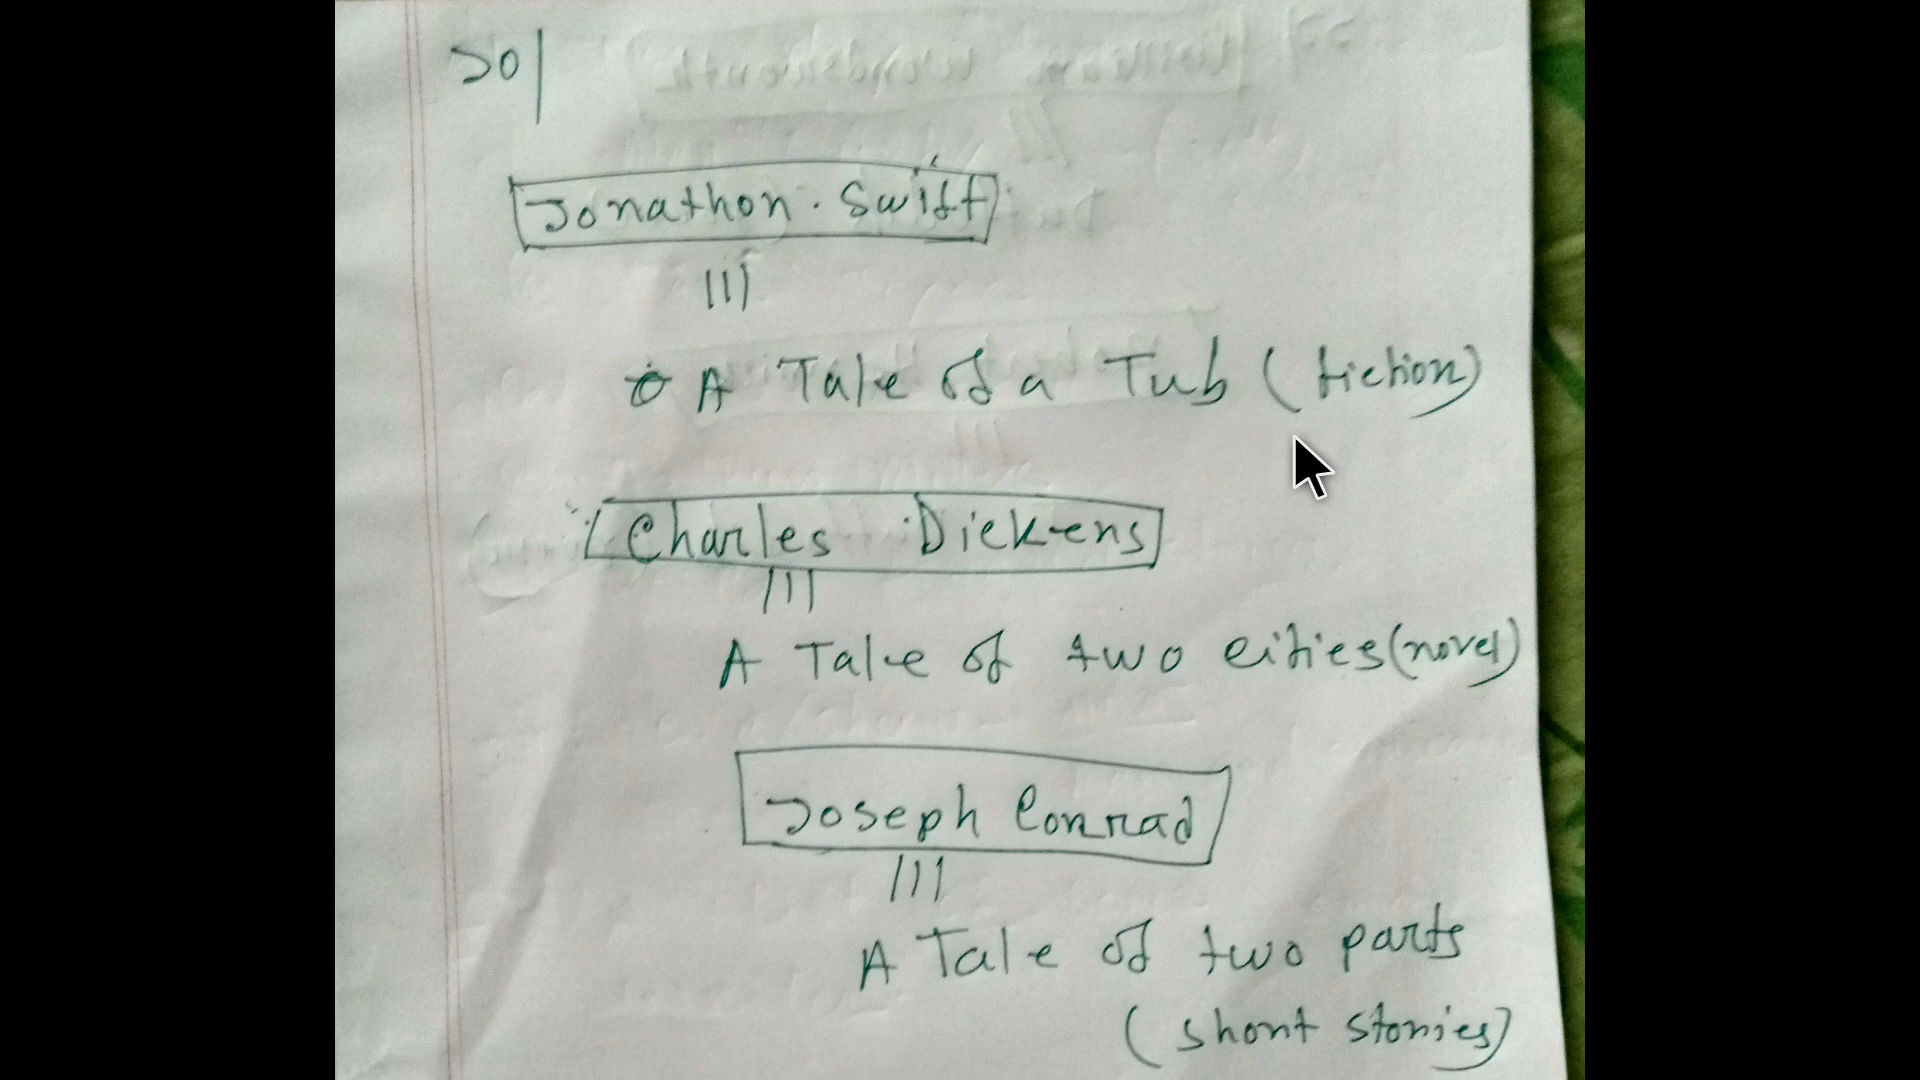 ১০|
Jonathon. Swift
A Tale of a Tub (fiction)
Charles Dickens
A Tale of two cities (novel)
Joseph Conrad
A Tale of two parts
(short stories)